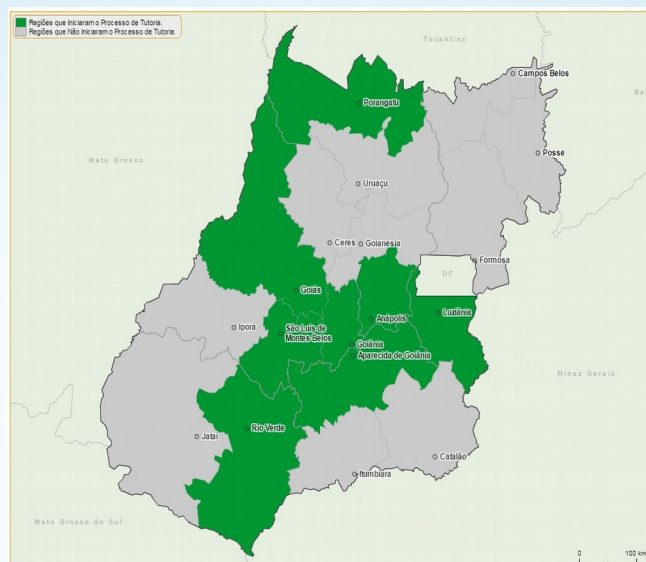 Regiões que Iniciaram o Processo de Tutoria.
Regiões que Não Iniciaram o Processo de Tutoria.
Tocantins
Campos Belos
Porangatu
Ba
Mato Grosso
Posse
Uruaçu
Ceres
Goianésia
Formosa
DF
Goiás
Luziânia
Anápolis
São Luis de
Montes Belos
Iporá
Goiânia
Aparecida de Goiânia
Minas Gerais
Rio Verde
Jataí
Catalão
Itumbiara
Mato Grosso do Sul
0 100 km